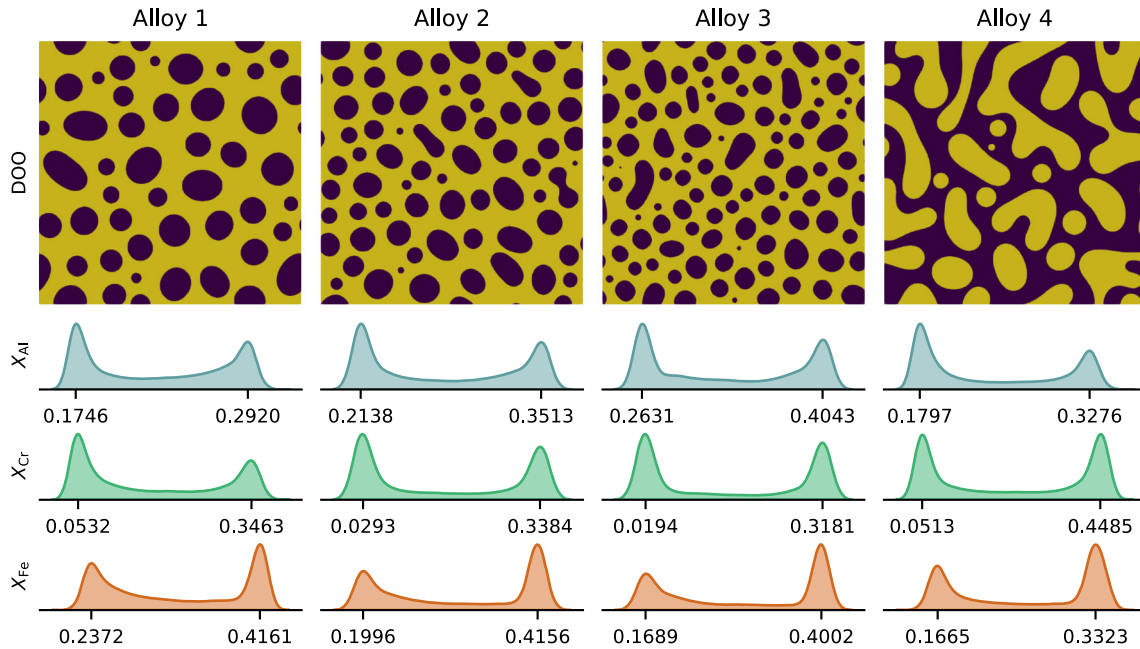 Alloy 1 Alloy 2 Alloy 3 Alloy 4
DOO
X_Al
0.1746 0.2920 0.2138 0.3513 0.2631 0.4043 0.1797 0.3276
X_Cr
0.0532 0.3463 0.0293 0.3384 0.0194 0.3181 0.0513 0.4485
X_Fe
0.2372 0.4161 0.1996 0.4156 0.1689 0.4002 0.1665 0.3323